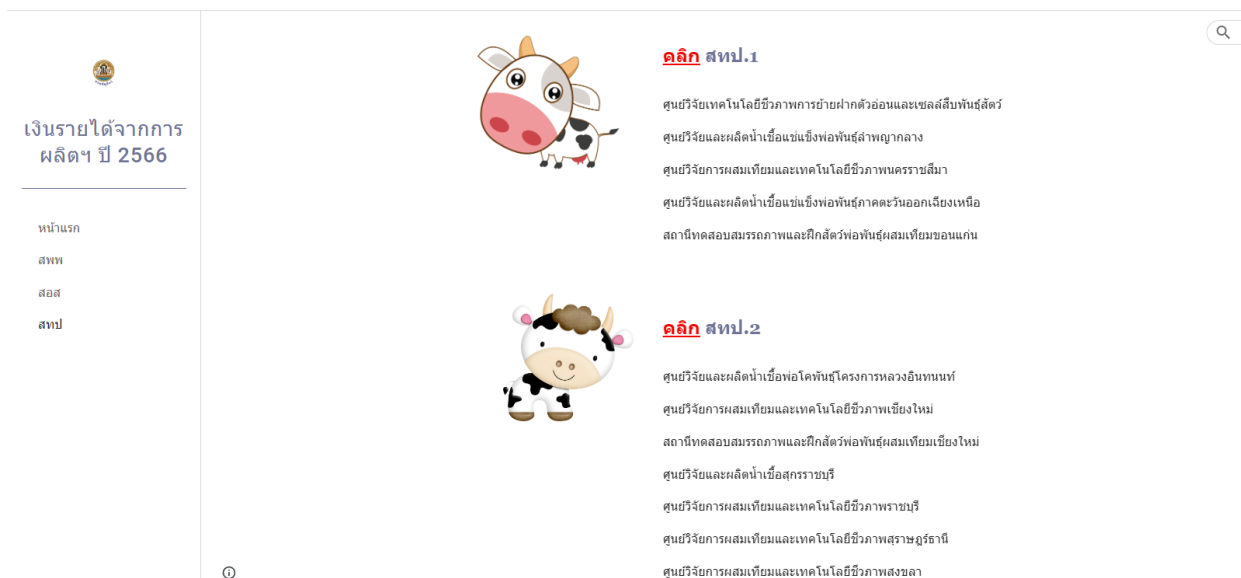 เงินรายได้จากการ
ผลิตฯ ปี 2566
หน้าแรก
สพพ
สอส
สทป
คลิก สทป.1
ศูนย์วิจัยเทคโนโลยีชีวภาพการย้ายฝากตัวอ่อนและเซลล์สืบพันธุ์สัตว์
ศูนย์วิจัยและผลิตน้ำเชื้อแช่แข็งพ่อพันธุ์ลำพญากลาง
ศูนย์วิจัยการผสมเทียมและเทคโนโลยีชีวภาพนครราชสีมา
ศูนย์วิจัยและผลิตน้ำเชื้อแช่แข็งพ่อพันธุ์ภาคตะวันออกเฉียงเหนือ
สถานีทดสอบสมรรถภาพและฝึกสัตว์พ่อพันธุ์ผสมเทียมขอนแก่น
คลิก สทป.2
ศูนย์วิจัยและผลิตน้ำเชื้อพ่อโคพันธุ์โครงการหลวงอินทนนท์
ศูนย์วิจัยการผสมเทียมและเทคโนโลยีชีวภาพเชียงใหม่
สถานีทดสอบสมรรถภาพและฝึกสัตว์พ่อพันธุ์ผสมเทียมเชียงใหม่
ศูนย์วิจัยและผลิตน้ำเชื้อสุกรราชบุรี
ศูนย์วิจัยการผสมเทียมและเทคโนโลยีชีวภาพราชบุรี
ศูนย์วิจัยการผสมเทียมและเทคโนโลยีชีวภาพสุราษฎร์ธานี
ศูนย์วิจัยการผสมเทียมและเทคโนโลยีชีวภาพสงขลา